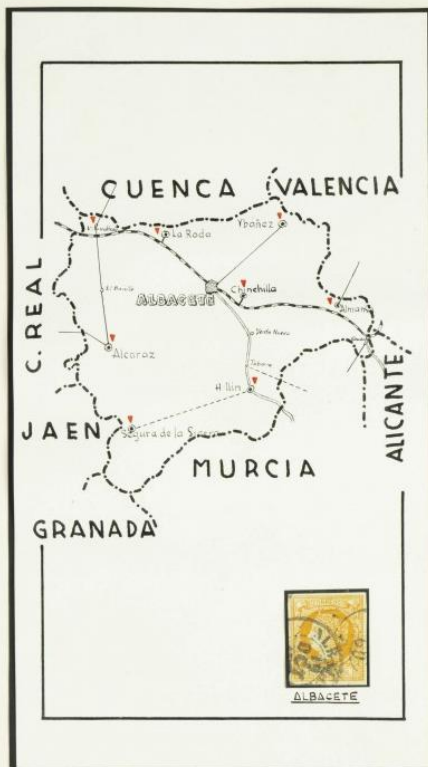 CUENCA VALENCIA
Ybañez
La Roda
C. REAL
Chinchilla
ALBACETE
Almansa
Alcaraz
ALICANTE
H.llin
JAEN
Segura de la Sierra
MURCIA
GRANADA
ALBACETE